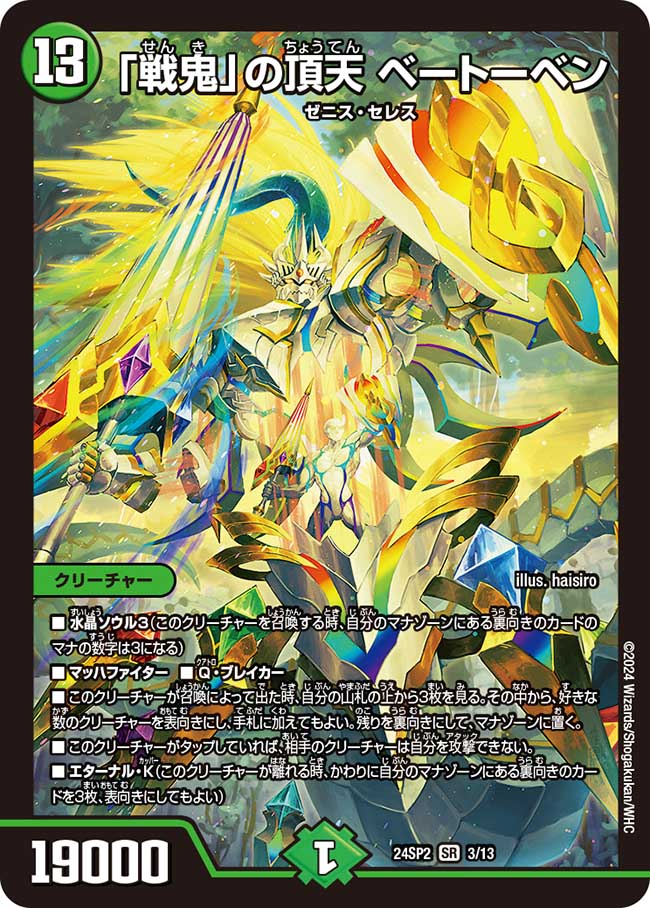 13
「戦鬼」の頂天 ベートーベン
せんき ちょうてん
ゼニス・セレス
クリーチャー
illus. haisiro
■水晶ソウル3(このクリーチャーを召喚する時、自分のマナゾーンにある裏向きのカードの
マナの数字は3になる)
■マッハファイター ■Q・ブレイカー
■このクリーチャーが召喚によって出た時、自分の山札の上から3枚を見る。その中から、好きな
数のクリーチャーを表向きにし、手札に加えてもよい。残りを裏向きにして、マナゾーンに置く。
■このクリーチャーがタップしていれば、相手のクリーチャーは自分を攻撃できない。
■エターナル・K(このクリーチャーが離れる時、かわりに自分のマナゾーンにある裏向きのカー
ドを3枚、表向きにしてもよい)
©2024 Wizards/Shogakukan/WHC
19000
1
24SP2 SR 3/13